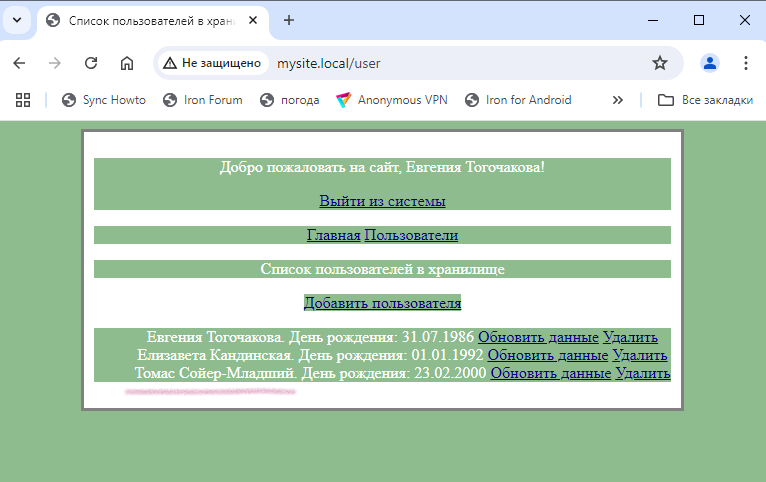 Список пользователей в храни
Не защищено mysite.local/user
Sync Howto Iron Forum погода Anonymous VPN Iron for Android Все закладки
Добро пожаловать на сайт, Евгения Тогочакова!
Выйти из системы
Главная Пользователи
Список пользователей в хранилище
Добавить пользователя
Евгения Тогочакова. День рождения: 31.07.1986 Обновить данные Удалить
Елизавета Кандинская. День рождения: 01.01.1992 Обновить данные Удалить
Томас Сойер-Младший. День рождения: 23.02.2000 Обновить данные Удалить